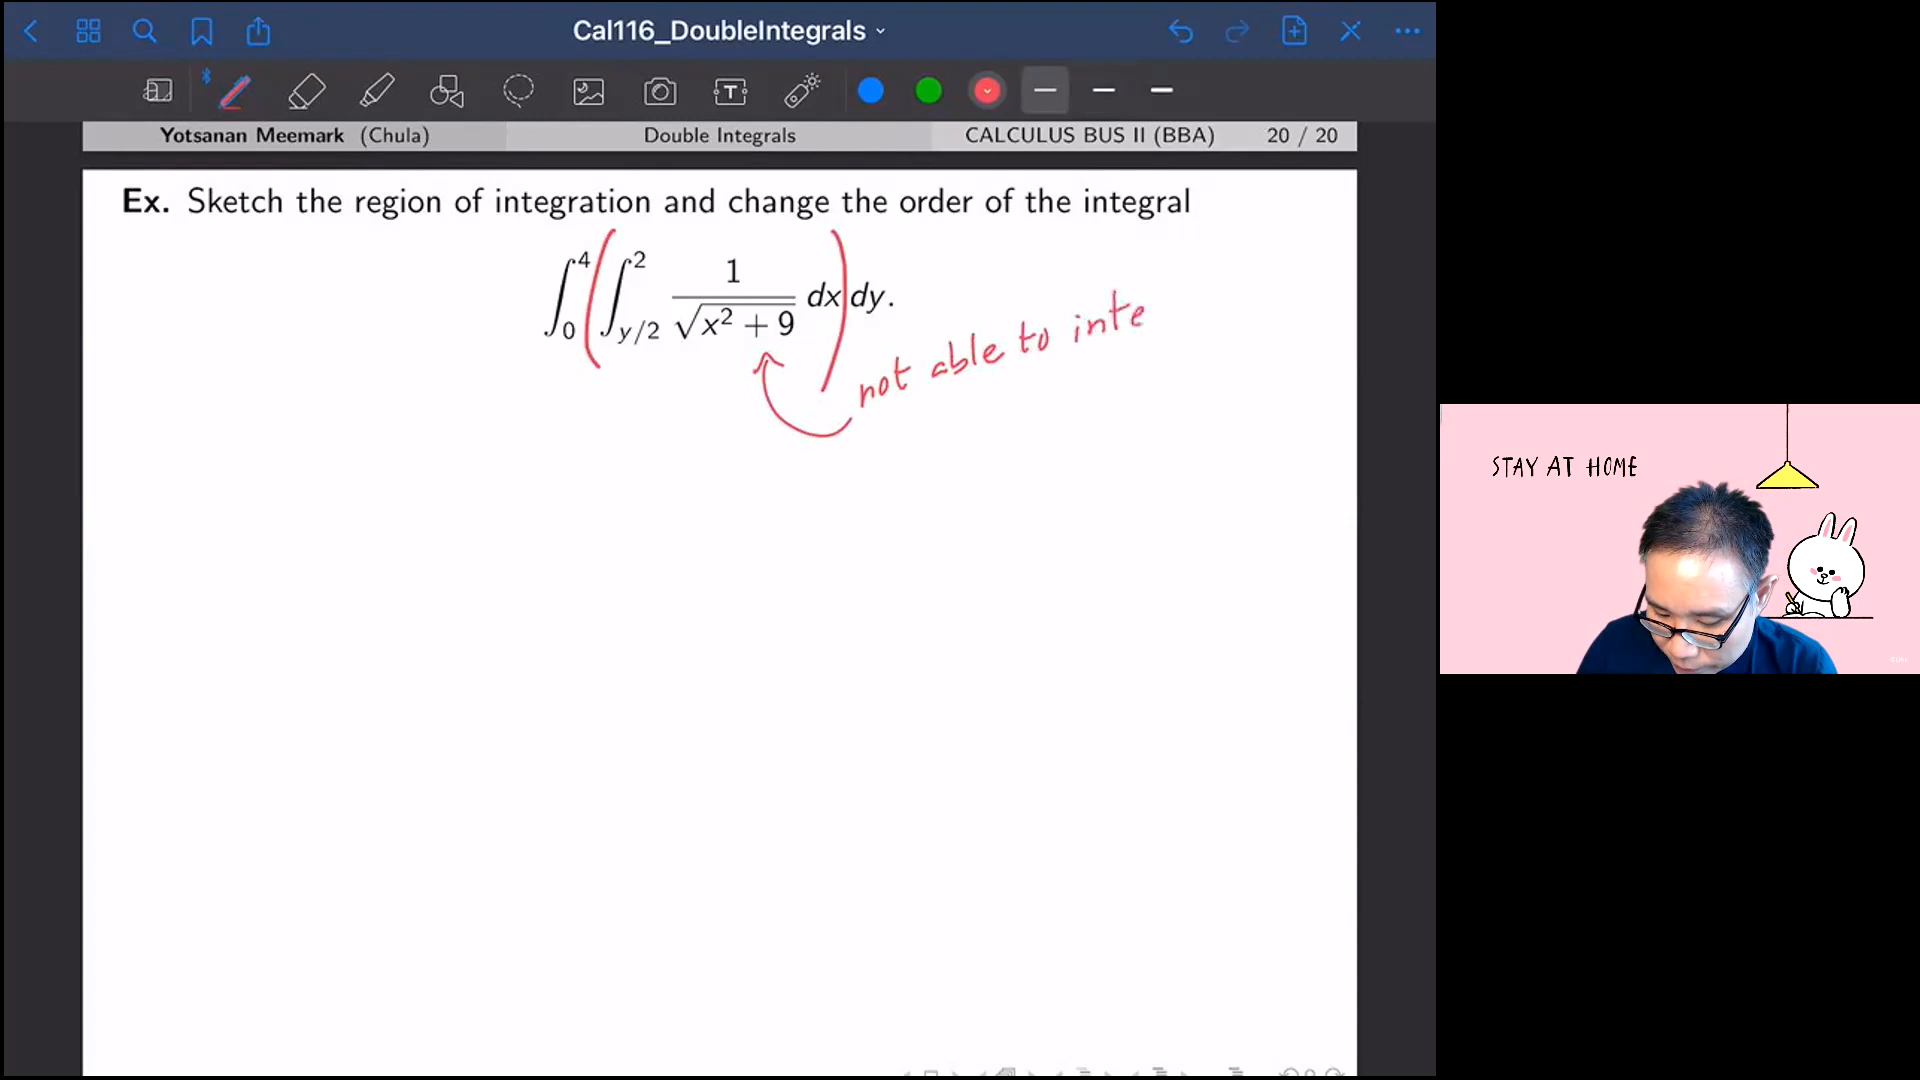 Cal116_DoubleIntegrals
Yotsanan Meemark (Chula) Double Integrals CALCULUS BUS II (BBA) 20 / 20
Ex. Sketch the region of integration and change the order of the integral
∫_0^4 ( ∫_{y/2}^2 1/√(x² + 9) dx ) dy.
not able to inte
STAY AT HOME